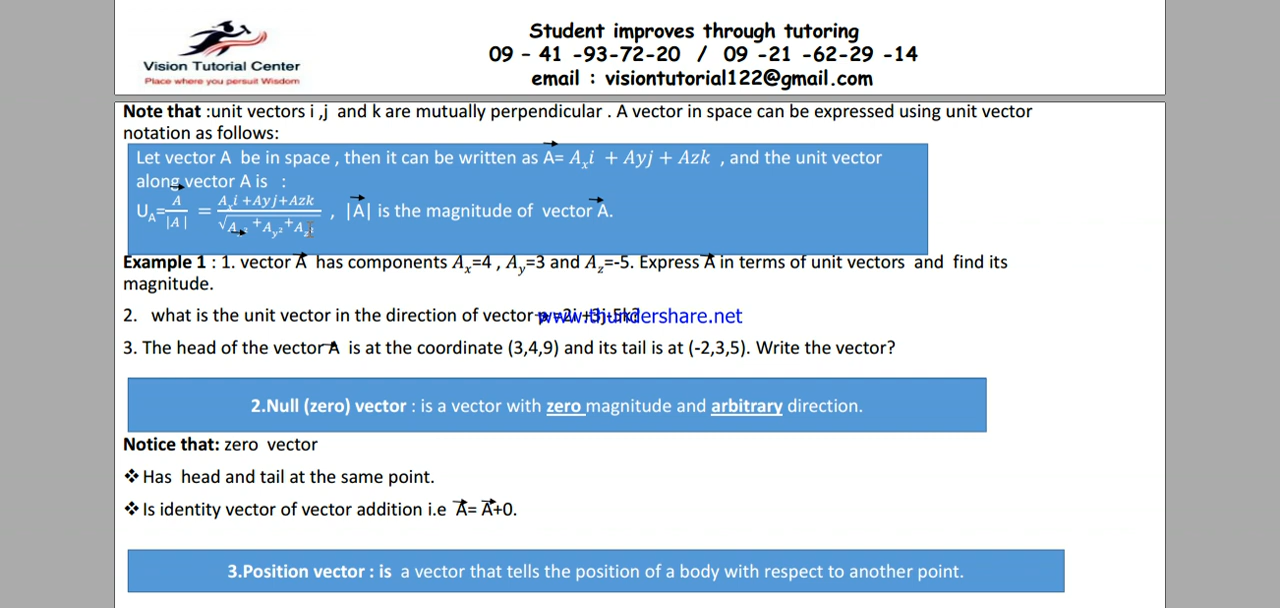 Vision Tutorial Center
Place where you persuit Wisdom
Student improves through tutoring
09 - 41 -93-72-20 / 09 -21 -62-29 -14
email : visiontutorial122@gmail.com
Note that :unit vectors i ,j and k are mutually perpendicular . A vector in space can be expressed using unit vector
notation as follows:
Let vector A be in space , then it can be written as A⃗= Aₓi + Ayj + Azk , and the unit vector
along vector A is :
U_A= A⃗/|A| = (Aₓi +Ayj+Azk)/√(A_x² +A_y² +A_z²) , |A⃗| is the magnitude of vector A⃗.
Example 1 : 1. vector A⃗ has components Aₓ=4 , A_y=3 and A_z=-5. Express A⃗ in terms of unit vectors and find its
magnitude.
2. what is the unit vector in the direction of vector =2i +3j-5k?
www.thundershare.net
3. The head of the vector A⃗ is at the coordinate (3,4,9) and its tail is at (-2,3,5). Write the vector?
2.Null (zero) vector : is a vector with zero magnitude and arbitrary direction.
Notice that: zero vector
❖ Has head and tail at the same point.
❖ Is identity vector of vector addition i.e A⃗= A⃗+0.
3.Position vector : is a vector that tells the position of a body with respect to another point.